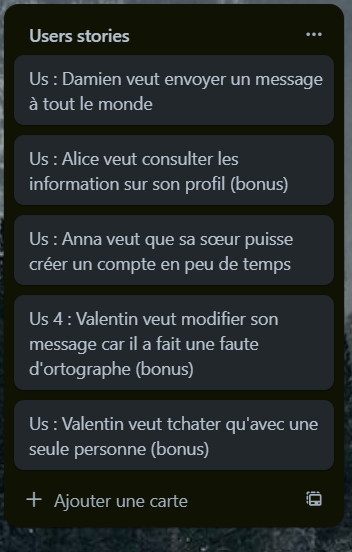 Users stories
Us : Damien veut envoyer un message
à tout le monde
Us : Alice veut consulter les
information sur son profil (bonus)
Us : Anna veut que sa sœur puisse
créer un compte en peu de temps
Us 4 : Valentin veut modifier son
message car il a fait une faute
d'ortographe (bonus)
Us : Valentin veut tchater qu'avec une
seule personne (bonus)
Ajouter une carte